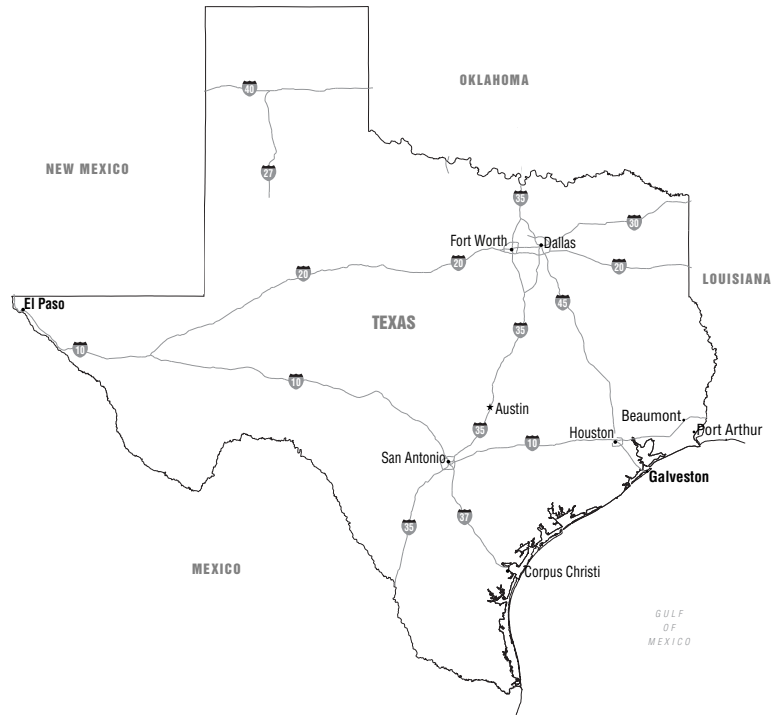 OKLAHOMA
40
NEW MEXICO
27
35
30
Fort Worth
Dallas
20
20
20
LOUISIANA
El Paso
45
TEXAS
35
10
10
Austin
Beaumont
35
Houston
10
Port Arthur
San Antonio
Galveston
37
35
MEXICO
Corpus Christi
GULF
OF
MEXICO